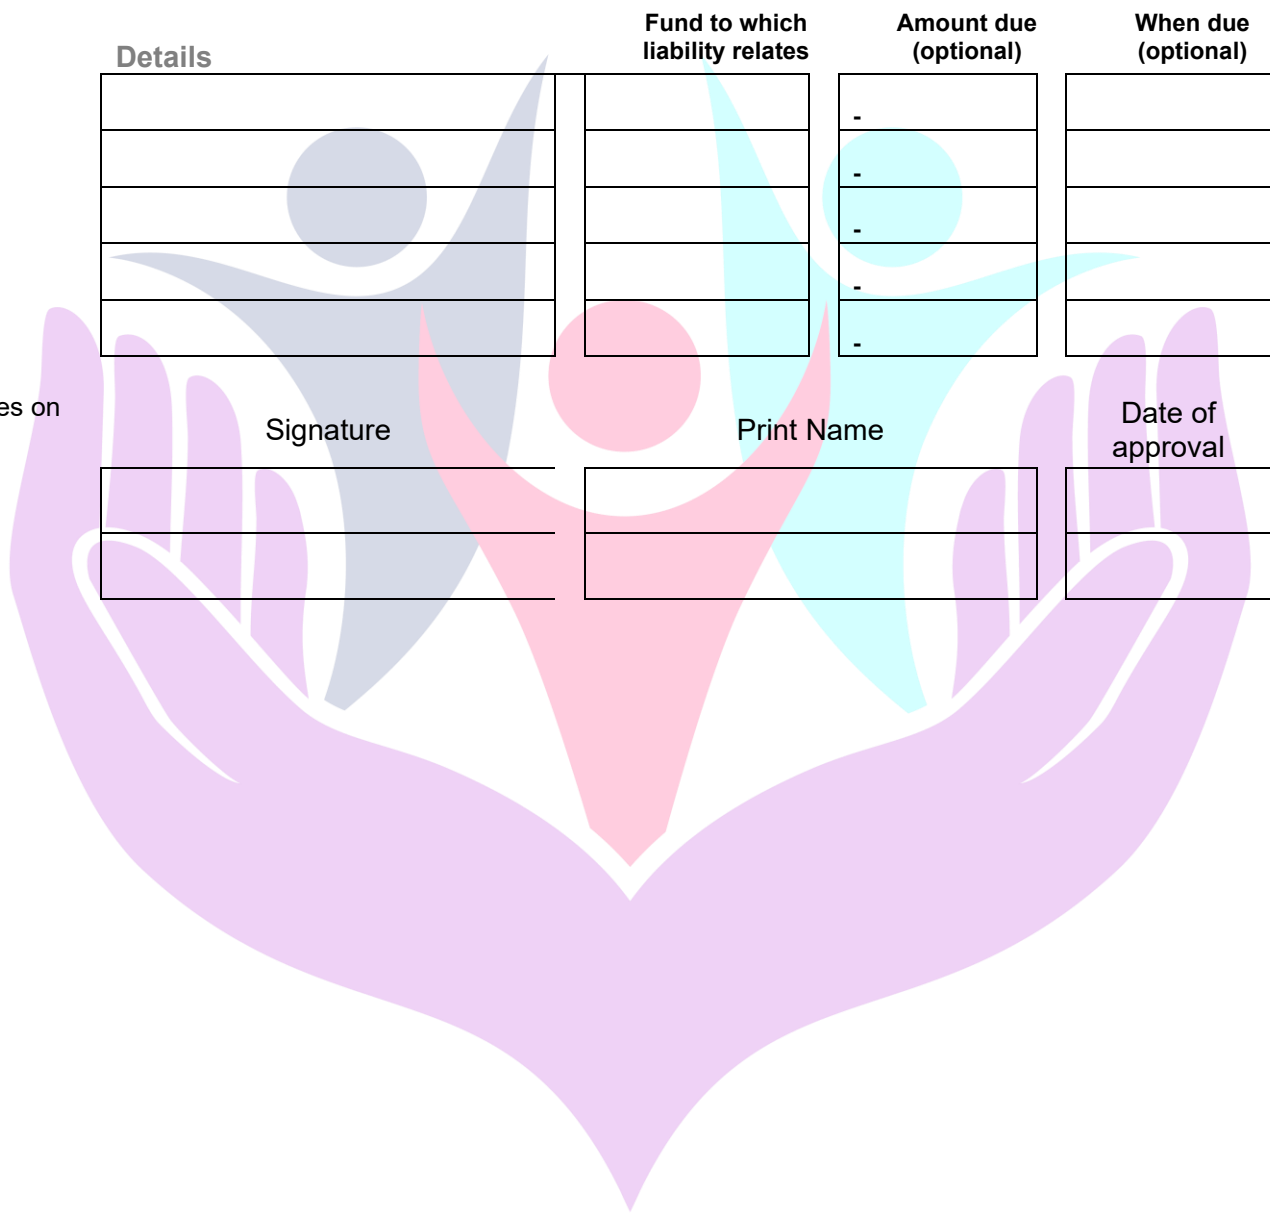 Fund to which Amount due When due
Details liability relates (optional) (optional)
-
-
-
-
-
es on Signature Print Name Date of
approval